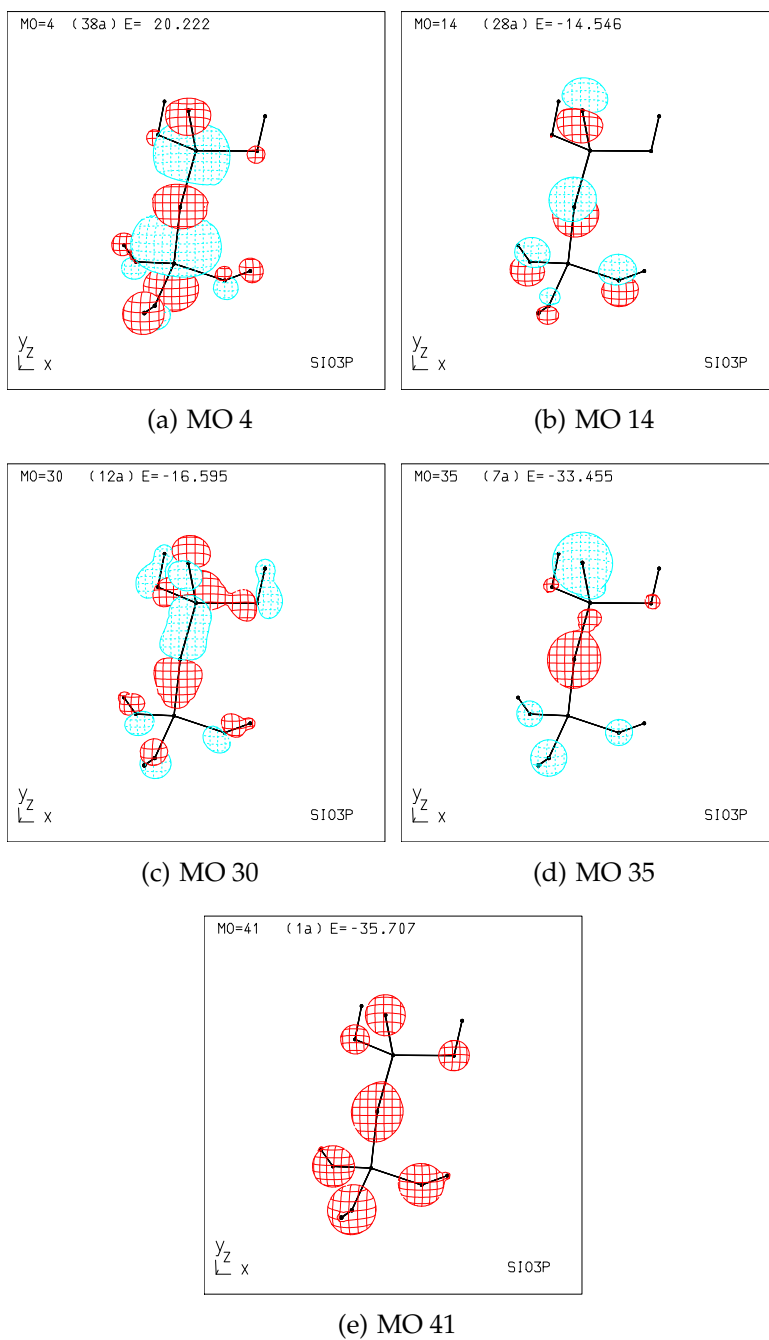 MO=4 (38a) E= 20.222
Y
Z
X
SIO3P
(a) MO 4
MO=14 (28a) E=-14.546
Y
Z
X
SIO3P
(b) MO 14
MO=30 (12a) E=-16.595
Y
Z
X
SIO3P
(c) MO 30
MO=35 (7a) E=-33.455
Y
Z
X
SIO3P
(d) MO 35
MO=41 (1a) E=-35.707
Y
Z
X
SIO3P
(e) MO 41